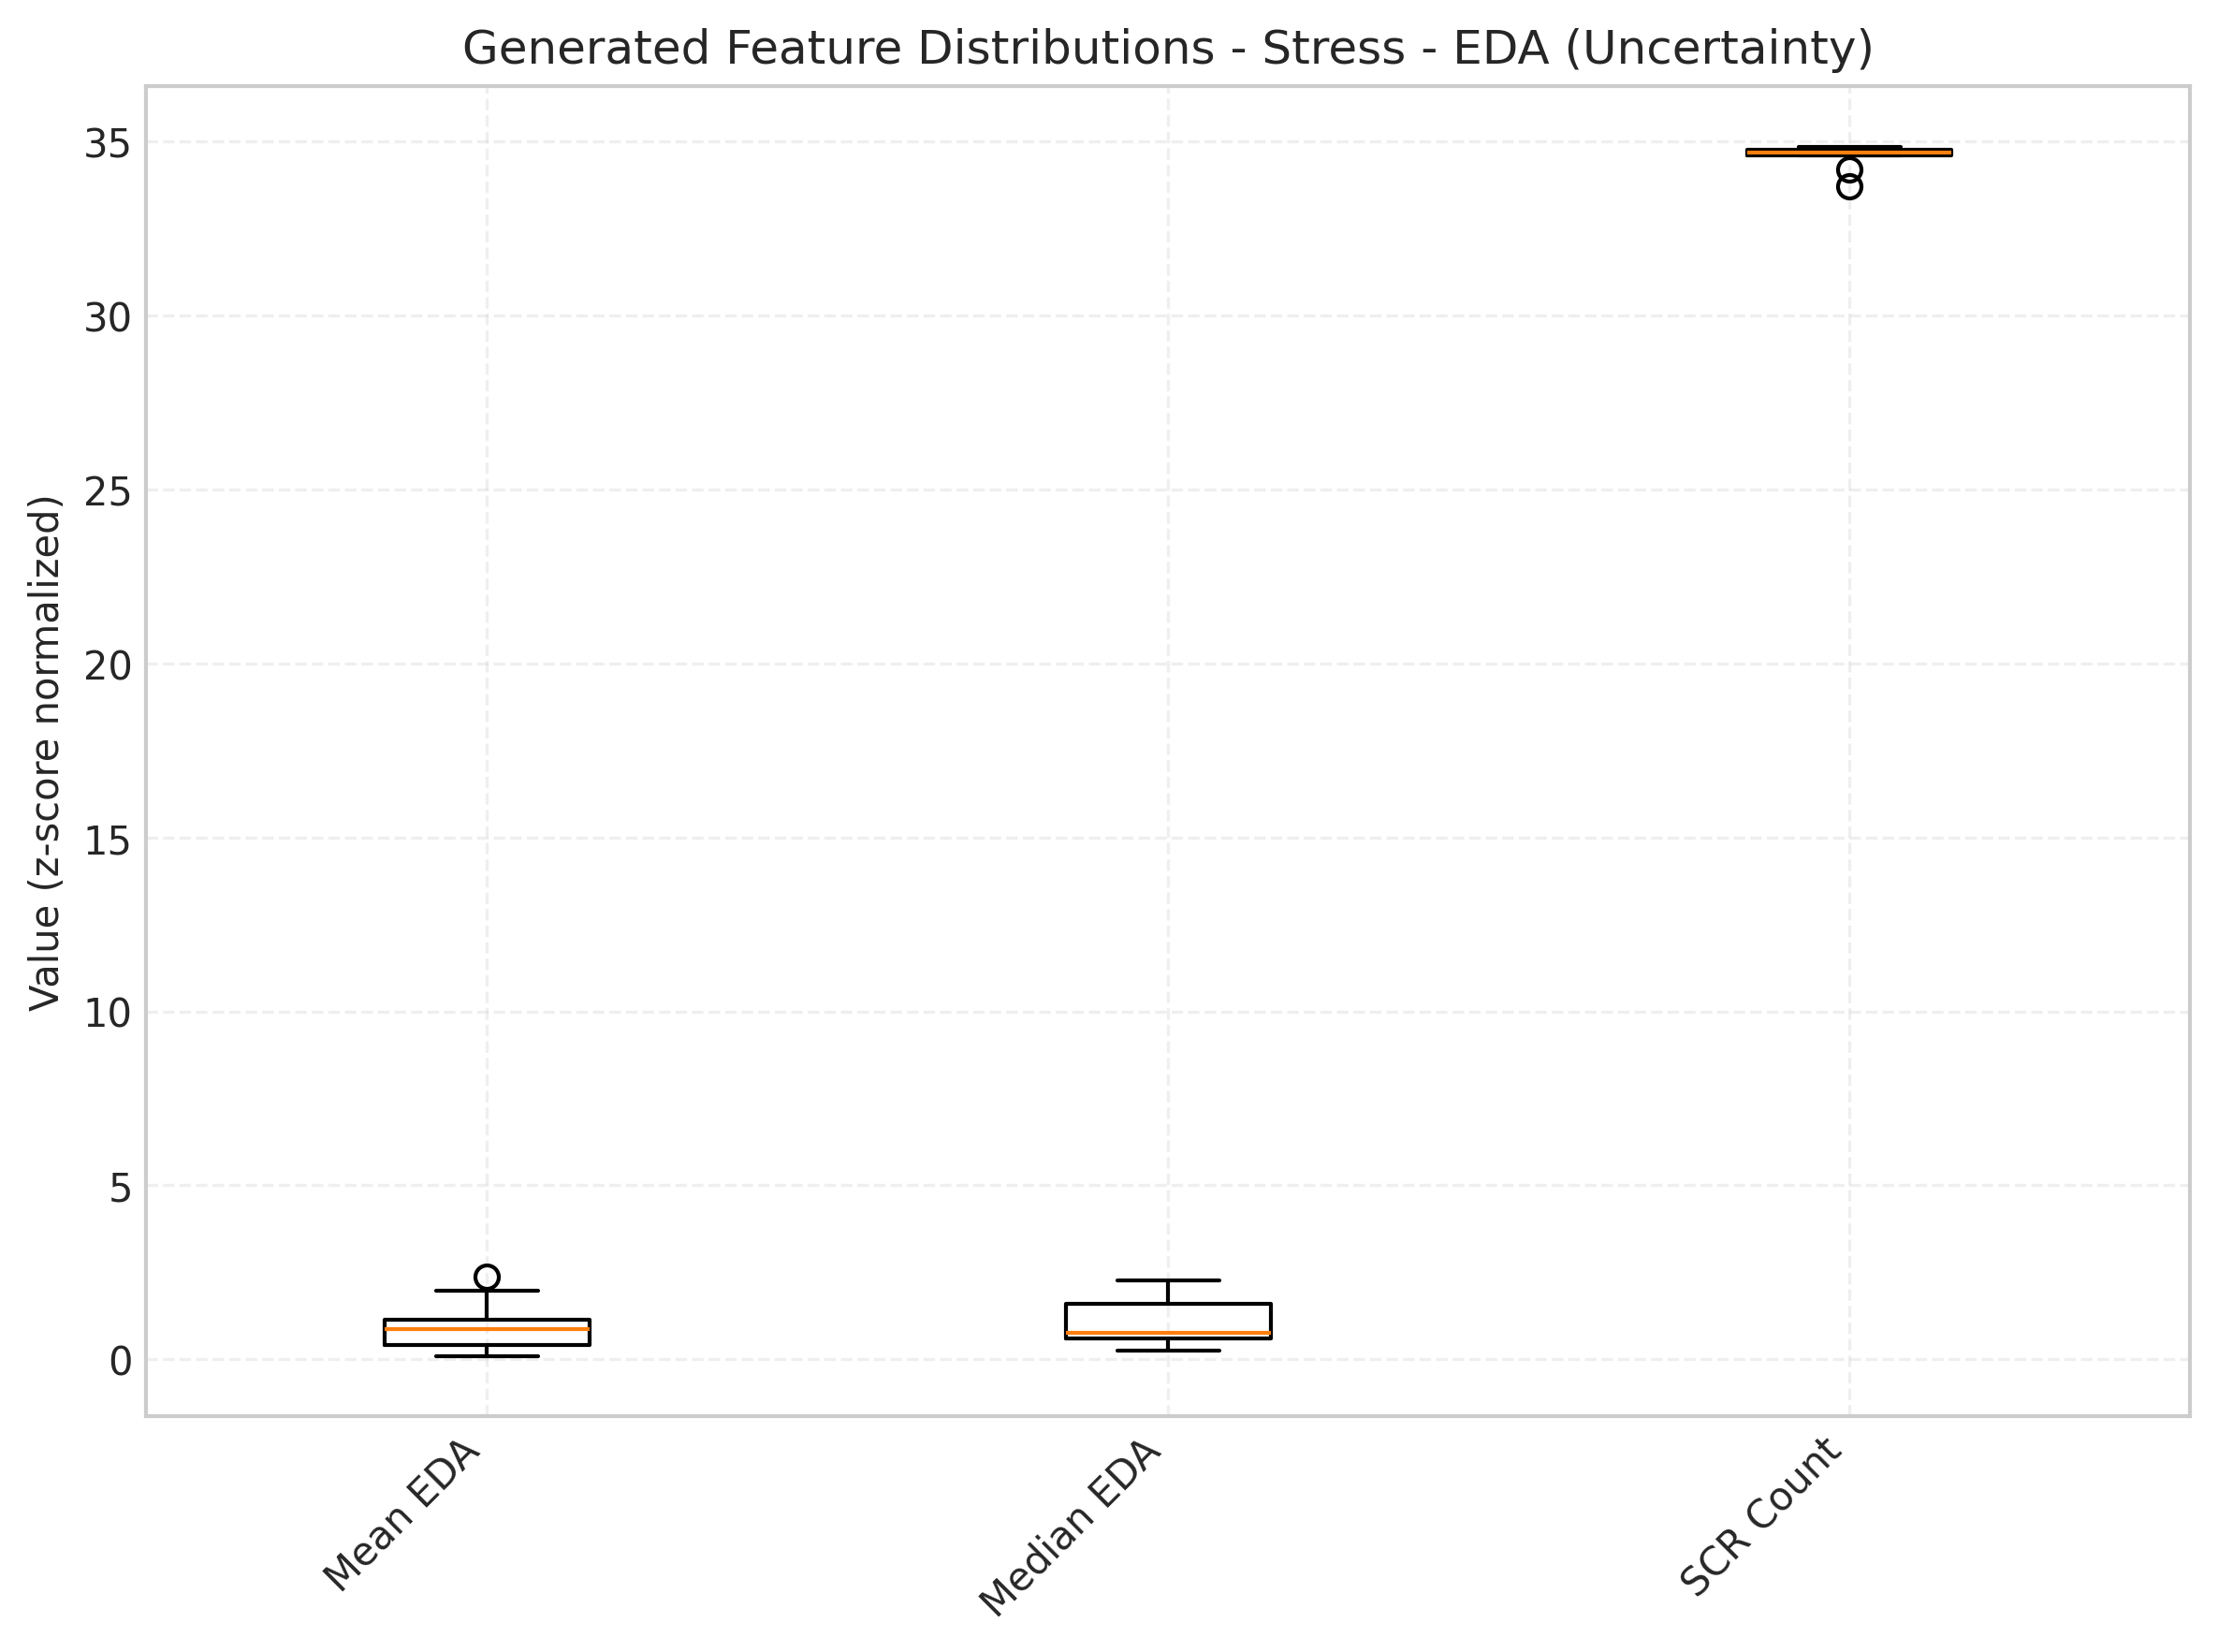 Generated Feature Distributions - Stress - EDA (Uncertainty)
Value (z-score normalized)
35
30
25
20
15
10
5
0
Mean EDA
Median EDA
SCR Count